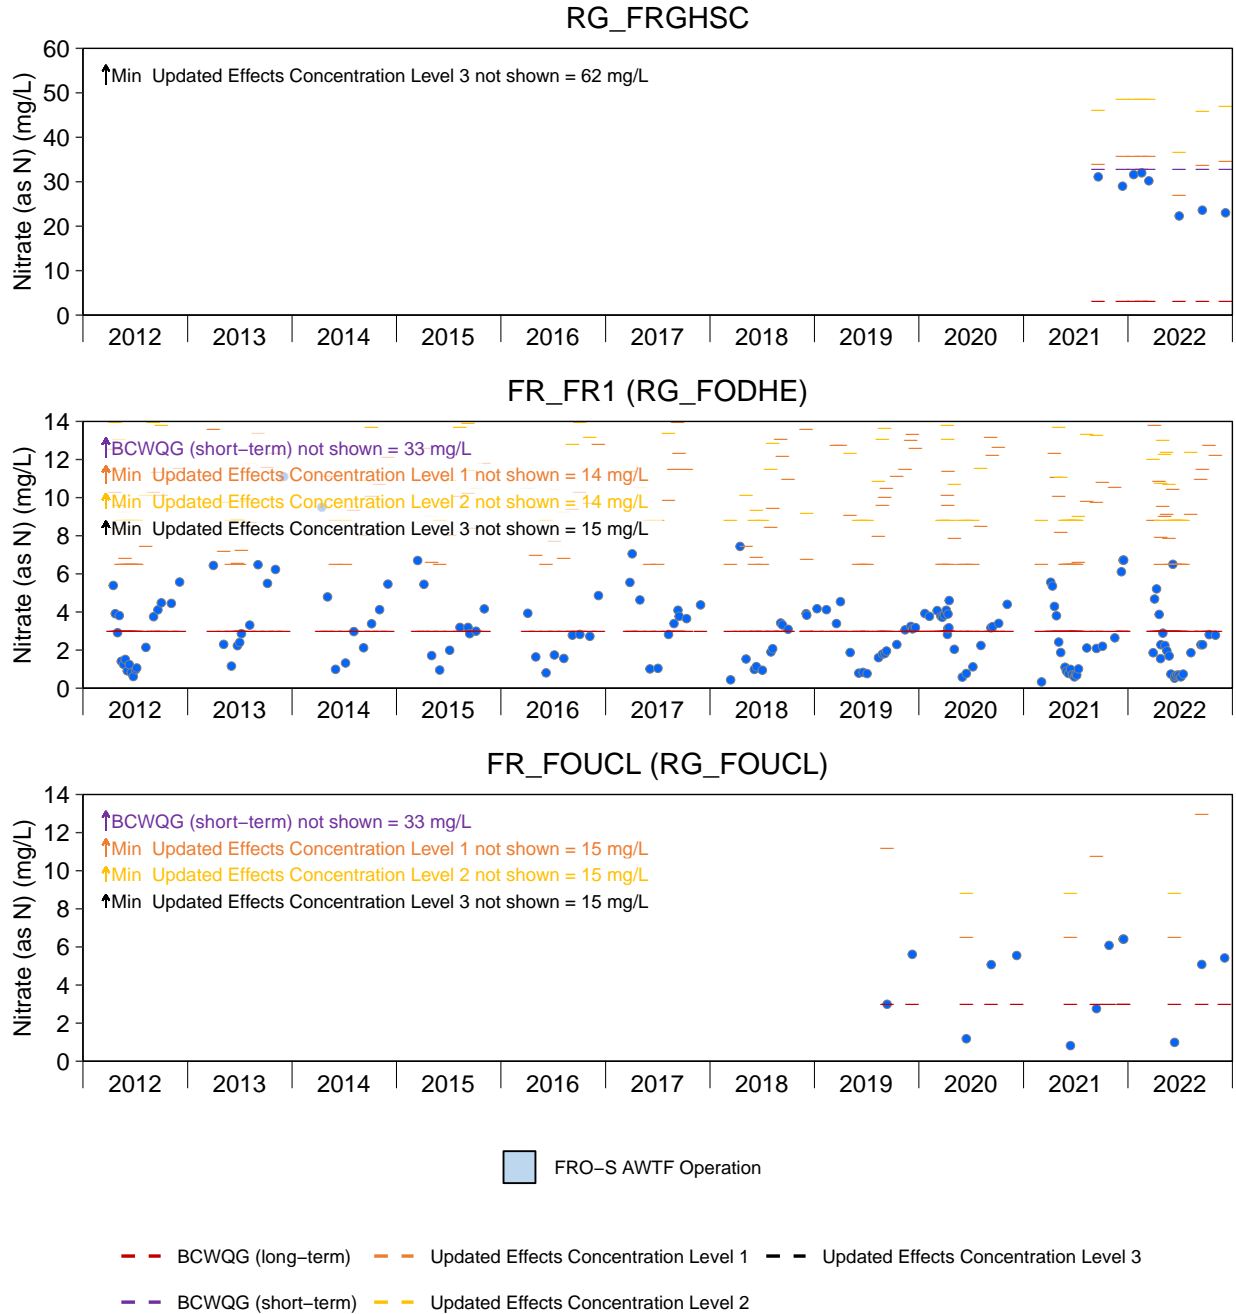 RG_FRGHSC
Nitrate (as N) (mg/L)
60
50
40
30
20
10
0
↑Min Updated Effects Concentration Level 3 not shown = 62 mg/L
2012 2013 2014 2015 2016 2017 2018 2019 2020 2021 2022
FR_FR1 (RG_FODHE)
Nitrate (as N) (mg/L)
14
12
10
8
6
4
2
0
↑BCWQG (short−term) not shown = 33 mg/L
↑Min Updated Effects Concentration Level 1 not shown = 14 mg/L
↑Min Updated Effects Concentration Level 2 not shown = 14 mg/L
↑Min Updated Effects Concentration Level 3 not shown = 15 mg/L
2012 2013 2014 2015 2016 2017 2018 2019 2020 2021 2022
FR_FOUCL (RG_FOUCL)
Nitrate (as N) (mg/L)
14
12
10
8
6
4
2
0
↑BCWQG (short−term) not shown = 33 mg/L
↑Min Updated Effects Concentration Level 1 not shown = 15 mg/L
↑Min Updated Effects Concentration Level 2 not shown = 15 mg/L
↑Min Updated Effects Concentration Level 3 not shown = 15 mg/L
2012 2013 2014 2015 2016 2017 2018 2019 2020 2021 2022
FRO−S AWTF Operation
BCWQG (long−term) Updated Effects Concentration Level 1 Updated Effects Concentration Level 3
BCWQG (short−term) Updated Effects Concentration Level 2